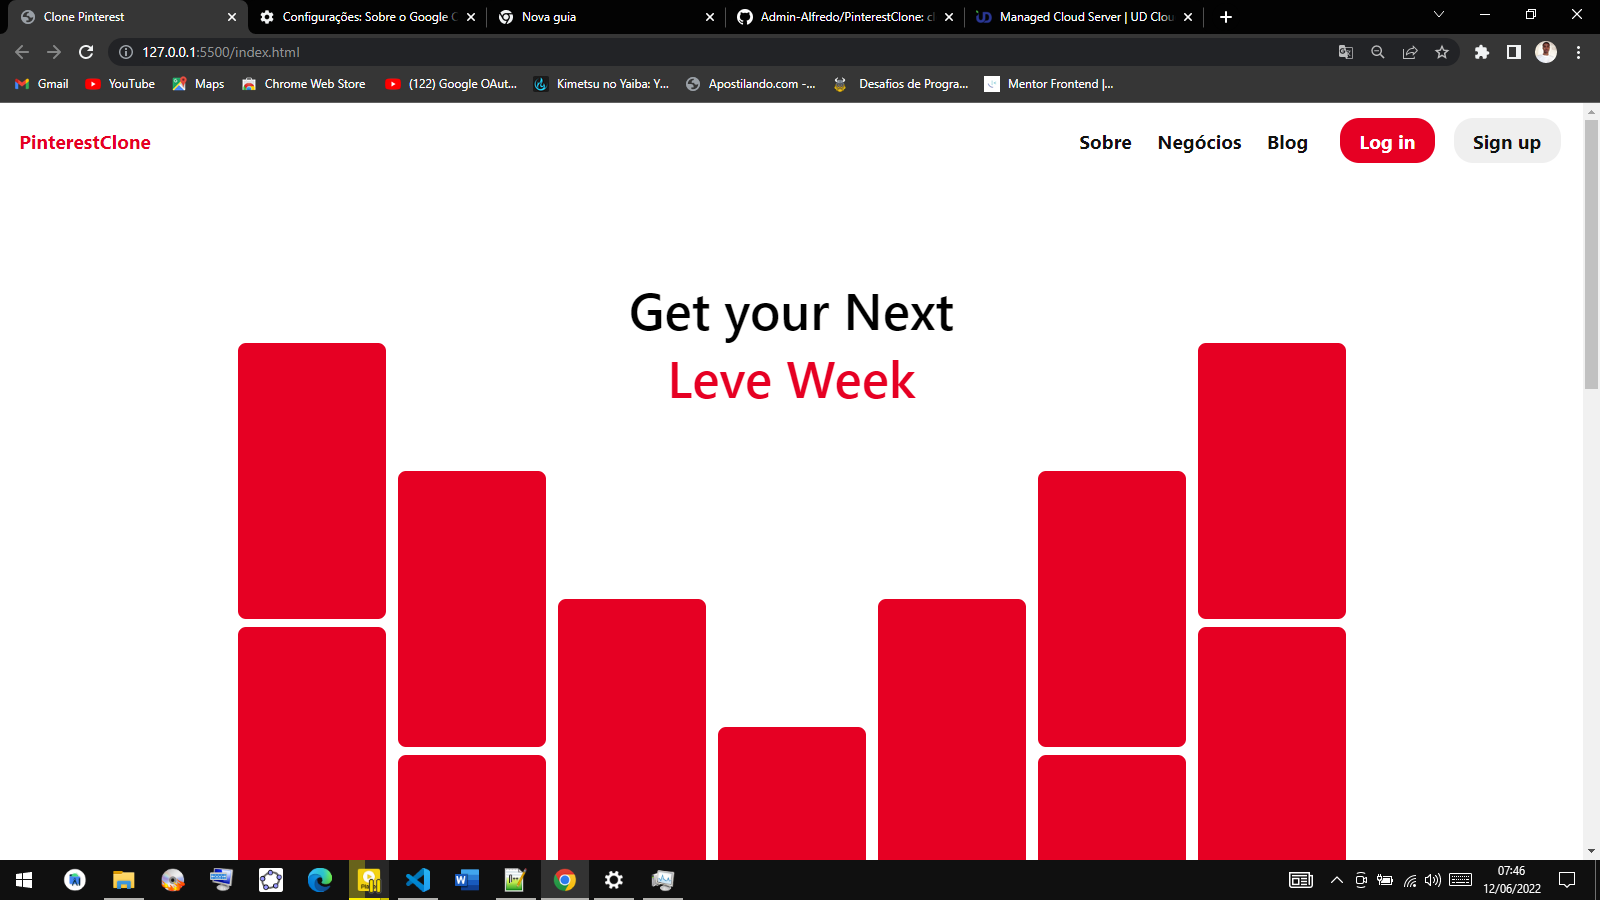 Clone Pinterest
Configurações: Sobre o Google C
Nova guia
Admin-Alfredo/PinterestClone: cl
Managed Cloud Server | UD Clou
127.0.0.1:5500/index.html
Gmail
YouTube
Maps
Chrome Web Store
(122) Google OAut...
Kimetsu no Yaiba: Y...
Apostilando.com -...
Desafios de Progra...
Mentor Frontend |...
PinterestClone
Sobre
Negócios
Blog
Log in
Sign up
Get your Next
Leve Week
07:46
12/06/2022